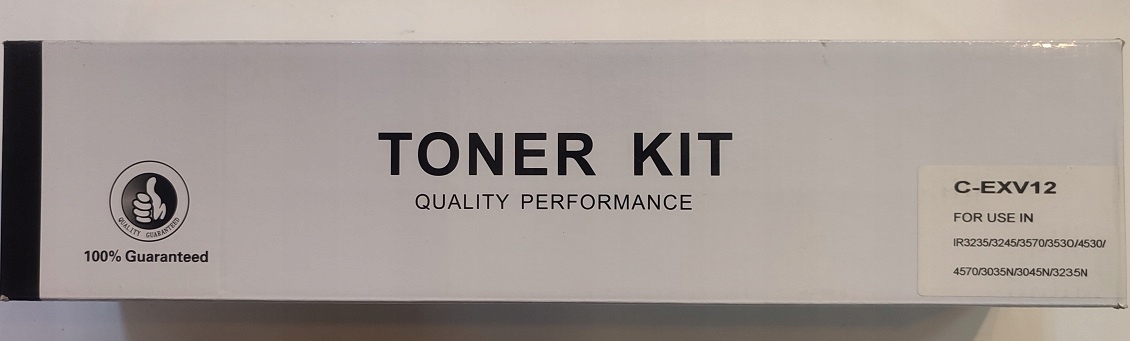 TONER KIT
QUALITY PERFORMANCE
QUALITY GUARANTEED
100% Guaranteed
C-EXV12
FOR USE IN
IR3235/3245/3570/3530/4530/
4570/3035N/3045N/3235N